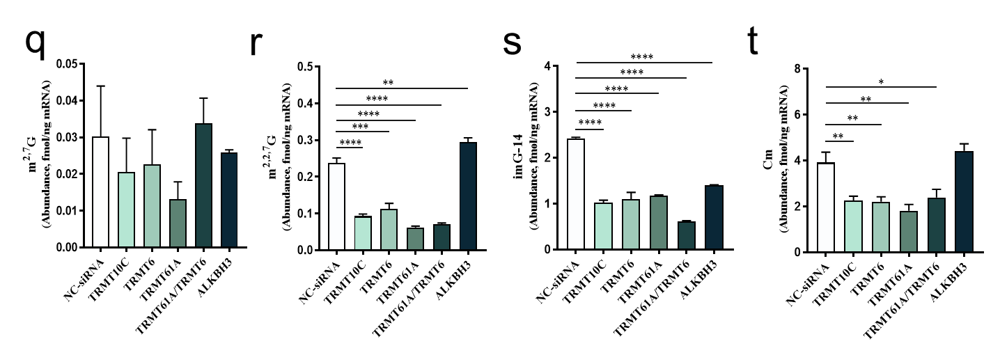 q
m2,7G
(Abundance, fmol/ng mRNA)
0.05
0.04
0.03
0.02
0.01
0.00
NC-siRNA
TRMT10C
TRMT6
TRMT61A
TRMT61A/TRMT6
ALKBH3
r
m2,2,7G
(Abundance, fmol/ng mRNA)
0.5
0.4
0.3
0.2
0.1
0.0
**
****
****
***
****
NC-siRNA
TRMT10C
TRMT6
TRMT61A
TRMT61A/TRMT6
ALKBH3
s
imG-14
(Abundance, fmol/ng mRNA)
4
3
2
1
0
****
****
****
****
****
NC-siRNA
TRMT10C
TRMT6
TRMT61A
TRMT61A/TRMT6
ALKBH3
t
Cm
(Abundance, fmol/ng mRNA)
8
6
4
2
0
*
**
**
**
NC-siRNA
TRMT10C
TRMT6
TRMT61A
TRMT61A/TRMT6
ALKBH3